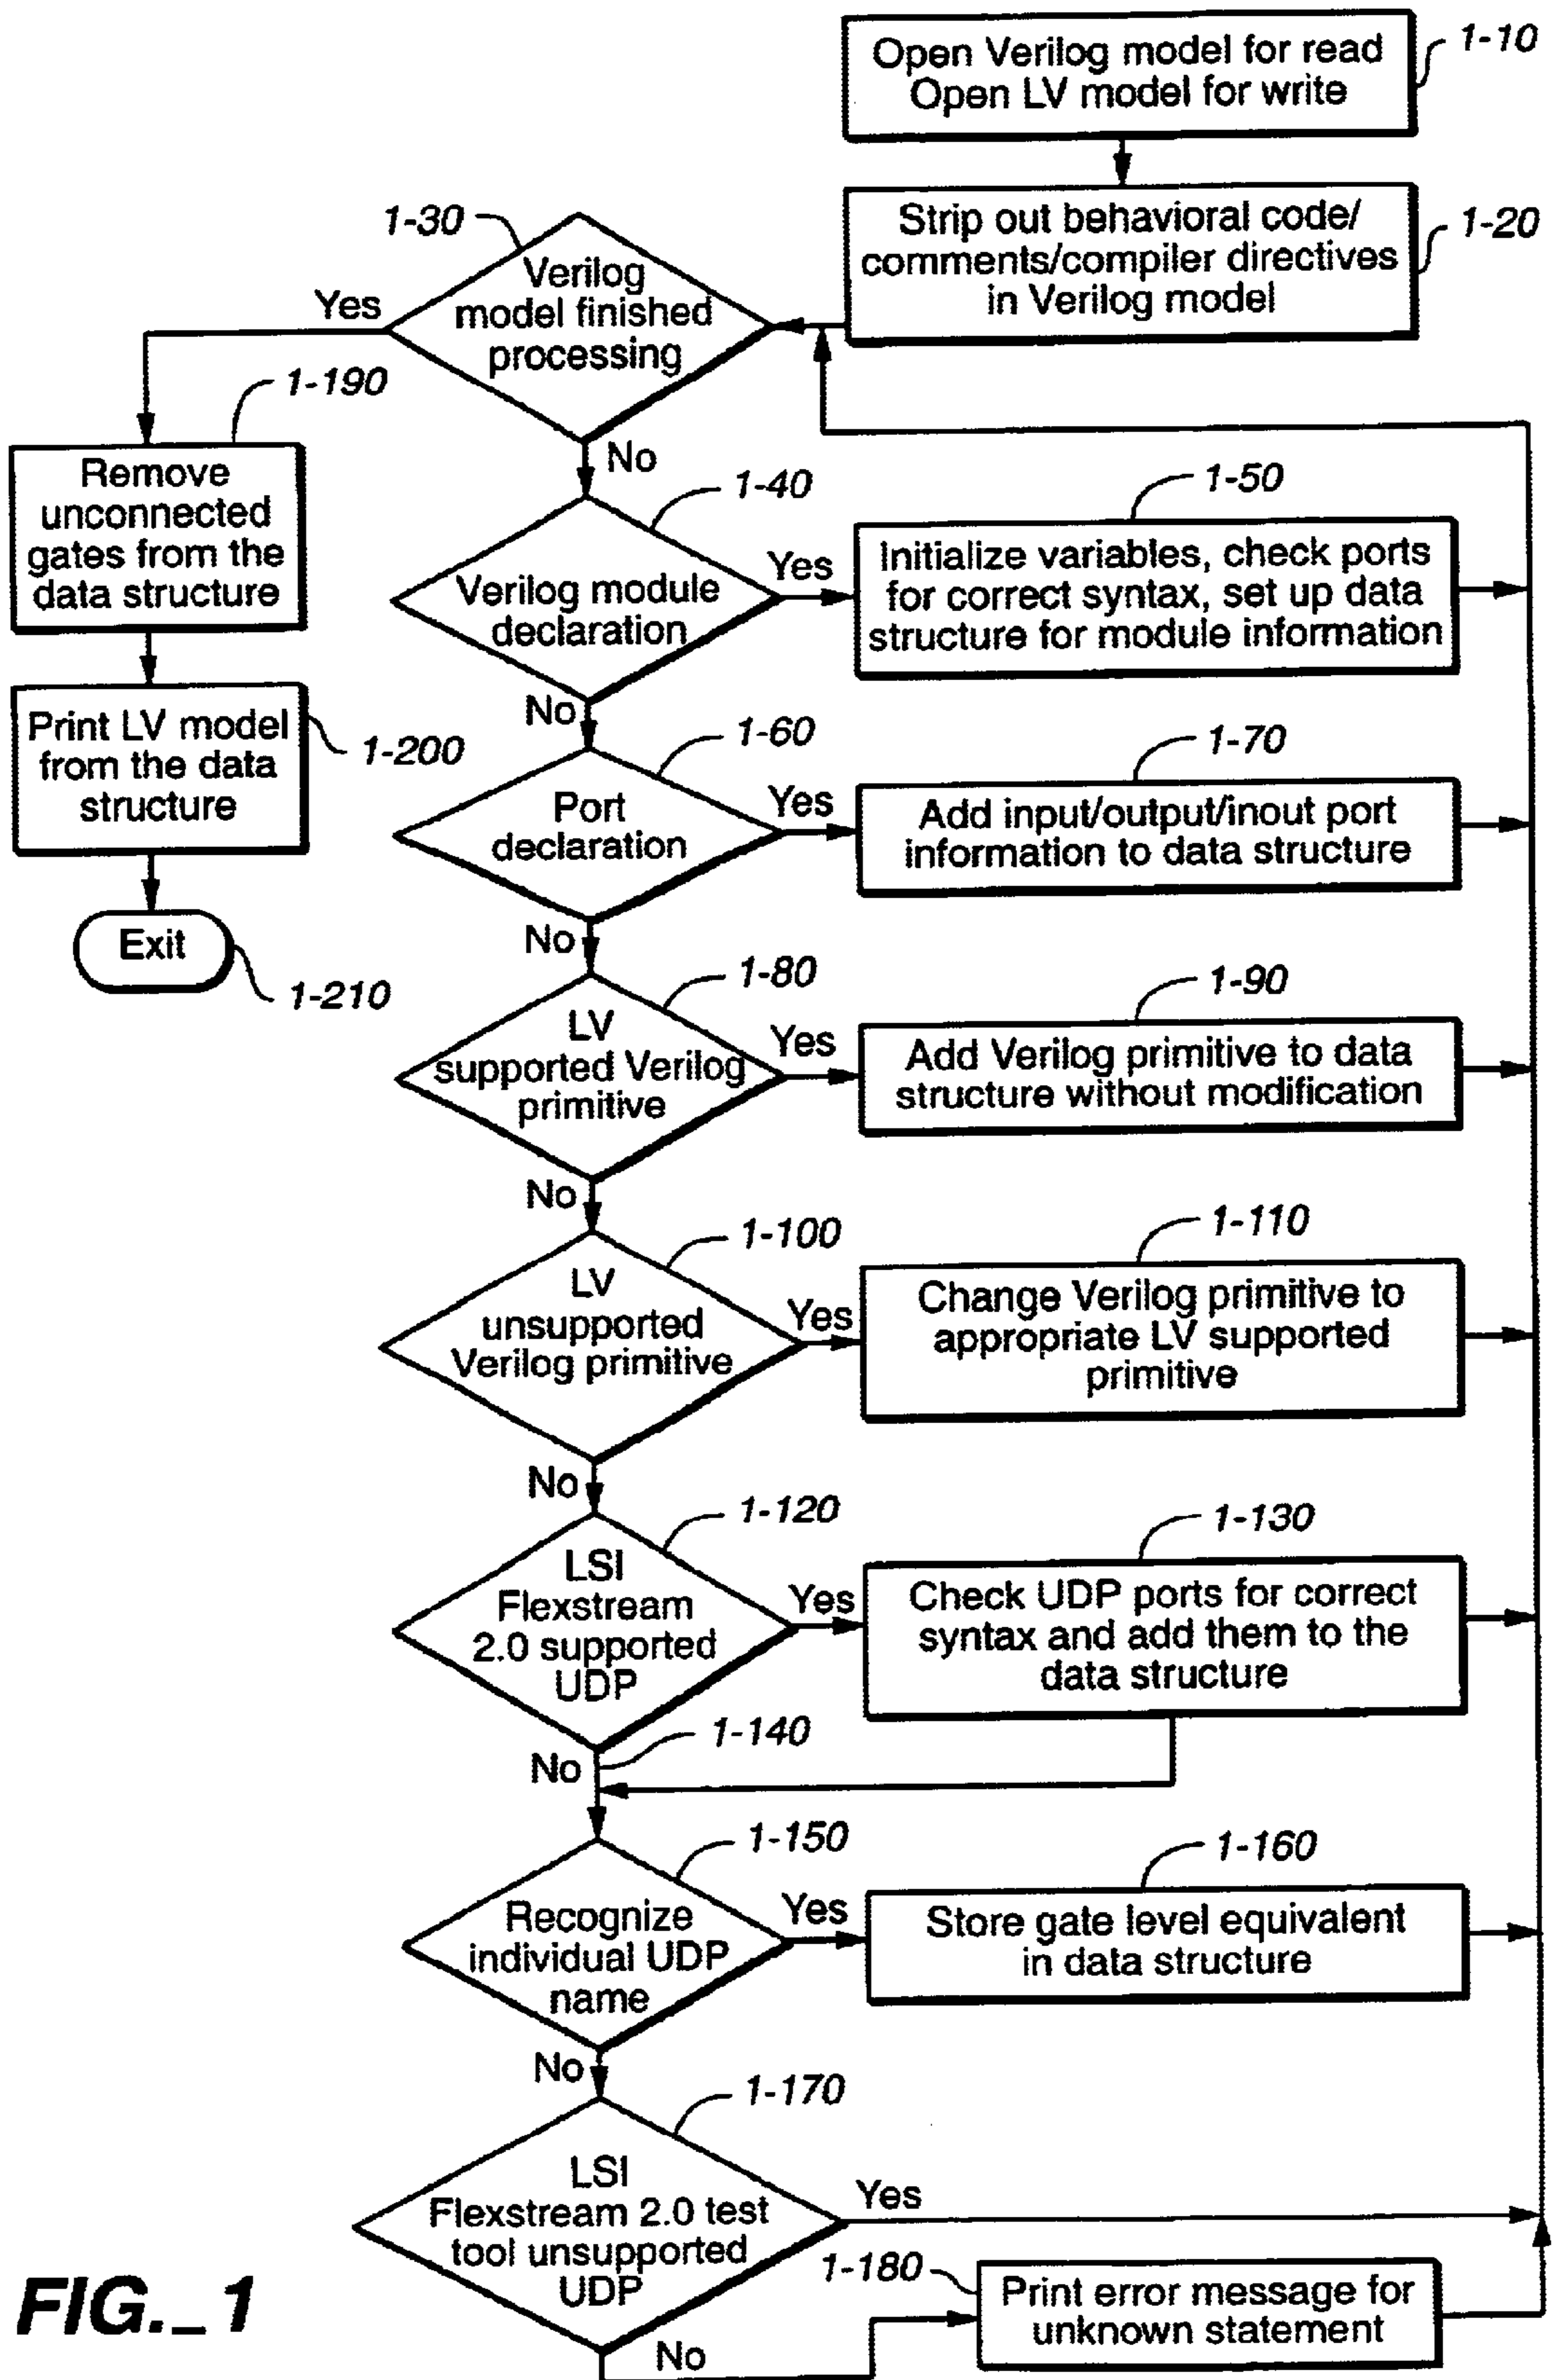 Open Verilog model for read
Open LV model for write
1-10
Strip out behavioral code/
comments/compiler directives
in Verilog model
1-20
1-30
Verilog
model finished
processing
Yes
No
1-190
Remove
unconnected
gates from the
data structure
Print LV model
from the data
structure
1-200
Exit
1-210
1-40
Verilog module
declaration
Yes
No
1-50
Initialize variables, check ports
for correct syntax, set up data
structure for module information
1-60
Port
declaration
Yes
No
1-70
Add input/output/inout port
information to data structure
1-80
LV
supported Verilog
primitive
Yes
No
1-90
Add Verilog primitive to data
structure without modification
1-100
LV
unsupported
Verilog primitive
Yes
No
1-110
Change Verilog primitive to
appropriate LV supported
primitive
1-120
LSI
Flexstream
2.0 supported
UDP
Yes
No
1-130
Check UDP ports for correct
syntax and add them to the
data structure
1-140
1-150
Recognize
individual UDP
name
Yes
No
1-160
Store gate level equivalent
in data structure
1-170
LSI
Flexstream 2.0 test
tool unsupported
UDP
Yes
No
1-180
Print error message for
unknown statement
FIG._1